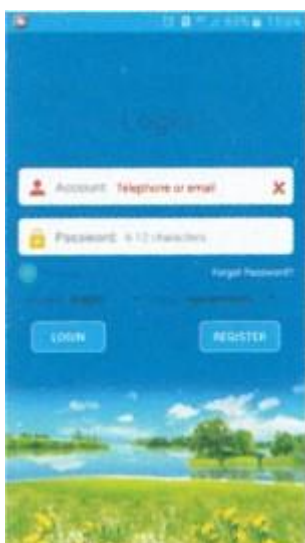 Login
Account: Telephone or email
Password: 6-12 characters
Forgot Password?
LOGIN
REGISTER